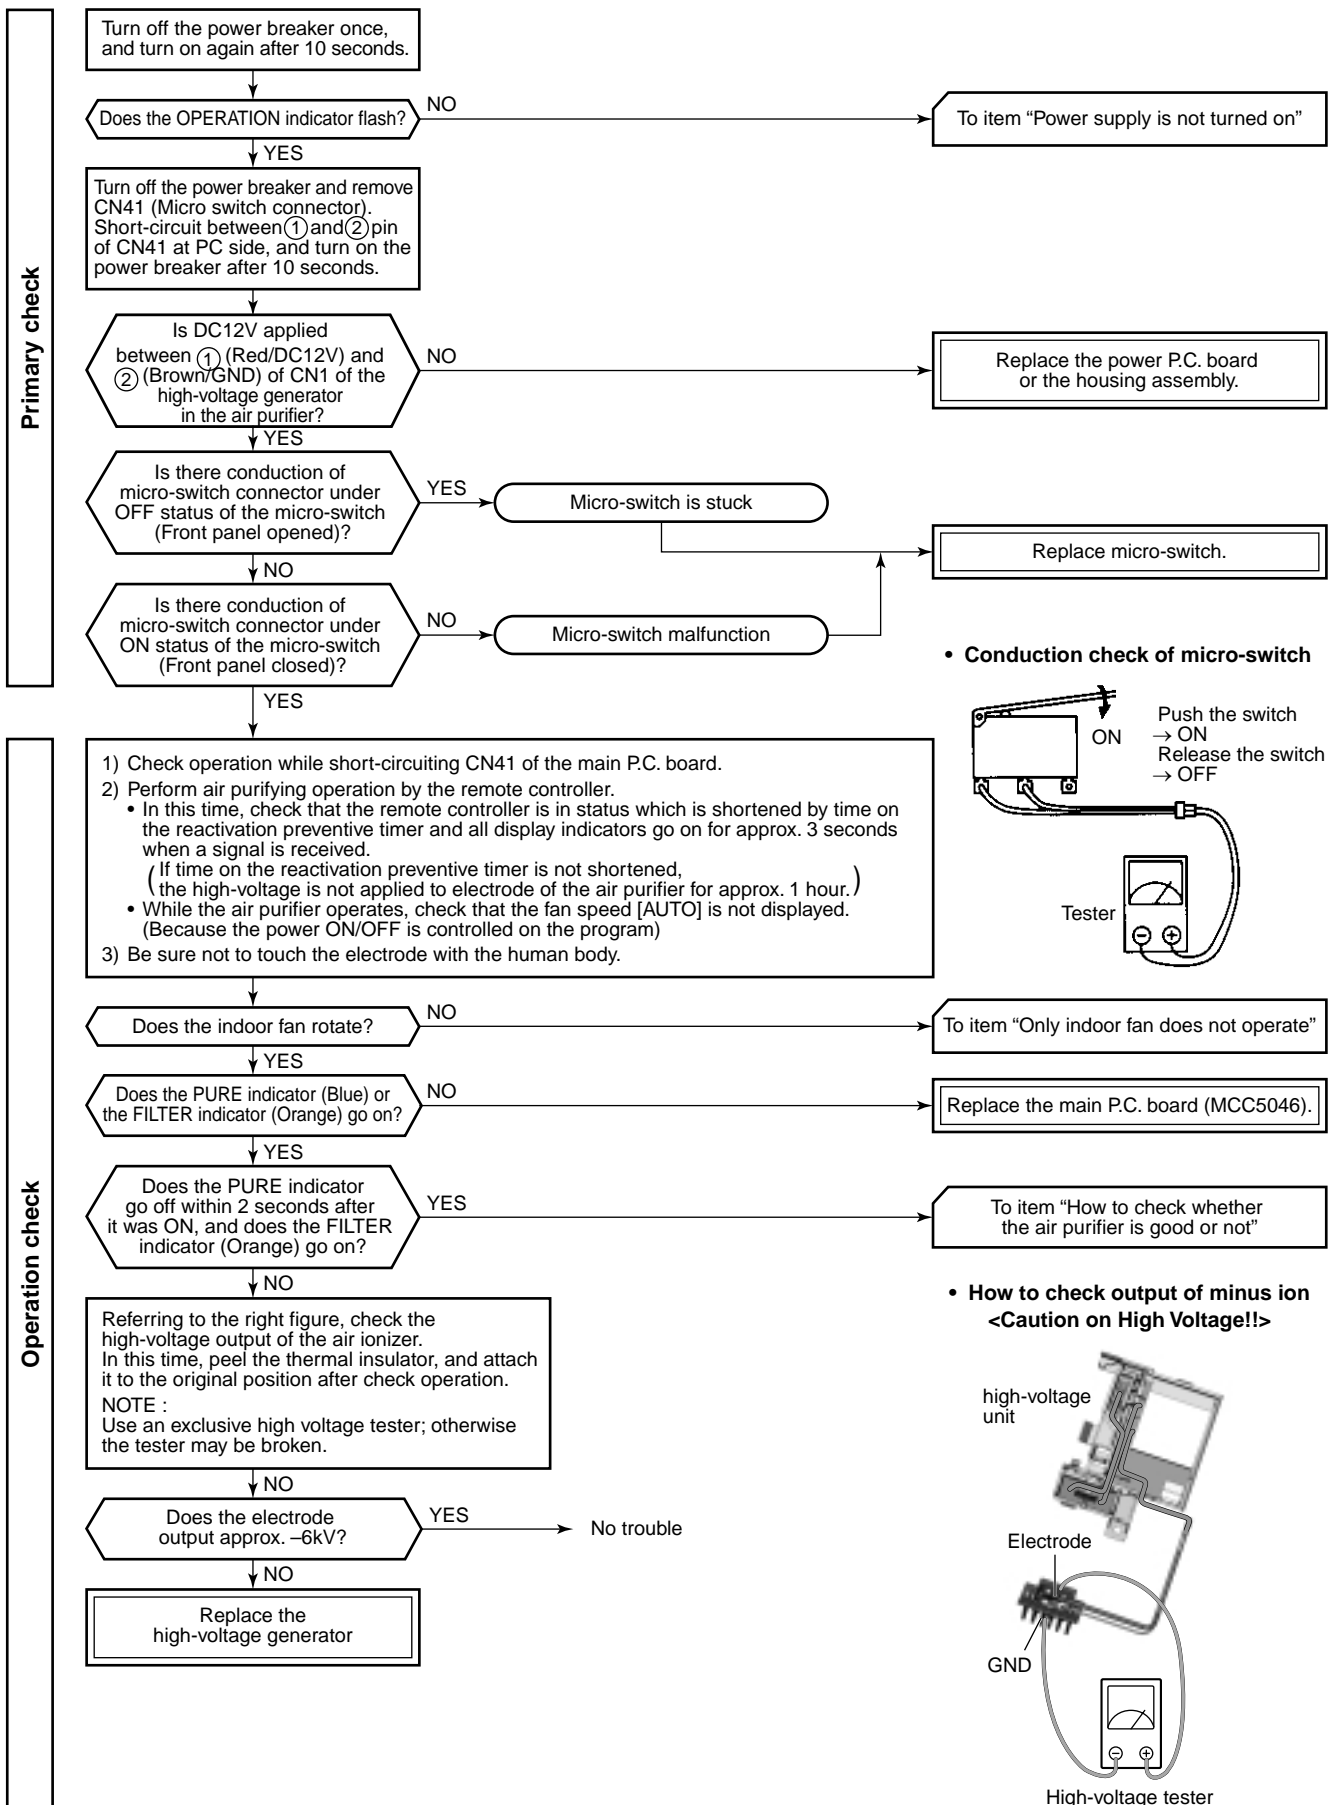 Primary check
Turn off the power breaker once,
and turn on again after 10 seconds.
Does the OPERATION indicator flash?
NO
To item “Power supply is not turned on”
YES
Turn off the power breaker and remove
CN41 (Micro switch connector).
Short-circuit between ① and ② pin
of CN41 at PC side, and turn on the
power breaker after 10 seconds.
Is DC12V applied
between ① (Red/DC12V) and
② (Brown/GND) of CN1 of the
high-voltage generator
in the air purifier?
NO
Replace the power P.C. board
or the housing assembly.
YES
Is there conduction of
micro-switch connector under
OFF status of the micro-switch
(Front panel opened)?
YES
Micro-switch is stuck
Replace micro-switch.
NO
Is there conduction of
micro-switch connector under
ON status of the micro-switch
(Front panel closed)?
NO
Micro-switch malfunction
YES
• Conduction check of micro-switch
ON
Push the switch
→ ON
Release the switch
→ OFF
Tester
⊖ ⊕
Operation check
1) Check operation while short-circuiting CN41 of the main P.C. board.
2) Perform air purifying operation by the remote controller.
• In this time, check that the remote controller is in status which is shortened by time on
the reactivation preventive timer and all display indicators go on for approx. 3 seconds
when a signal is received.
(If time on the reactivation preventive timer is not shortened,
the high-voltage is not applied to electrode of the air purifier for approx. 1 hour.)
• While the air purifier operates, check that the fan speed [AUTO] is not displayed.
(Because the power ON/OFF is controlled on the program)
3) Be sure not to touch the electrode with the human body.
Does the indoor fan rotate?
NO
To item “Only indoor fan does not operate”
YES
Does the PURE indicator (Blue) or
the FILTER indicator (Orange) go on?
NO
Replace the main P.C. board (MCC5046).
YES
Does the PURE indicator
go off within 2 seconds after
it was ON, and does the FILTER
indicator (Orange) go on?
YES
To item “How to check whether
the air purifier is good or not”
NO
Referring to the right figure, check the
high-voltage output of the air ionizer.
In this time, peel the thermal insulator, and attach
it to the original position after check operation.
NOTE :
Use an exclusive high voltage tester; otherwise
the tester may be broken.
NO
Does the electrode
output approx. –6kV?
YES
No trouble
NO
Replace the
high-voltage generator
• How to check output of minus ion
<Caution on High Voltage!!>
high-voltage
unit
Electrode
GND
⊖ ⊕
High-voltage tester